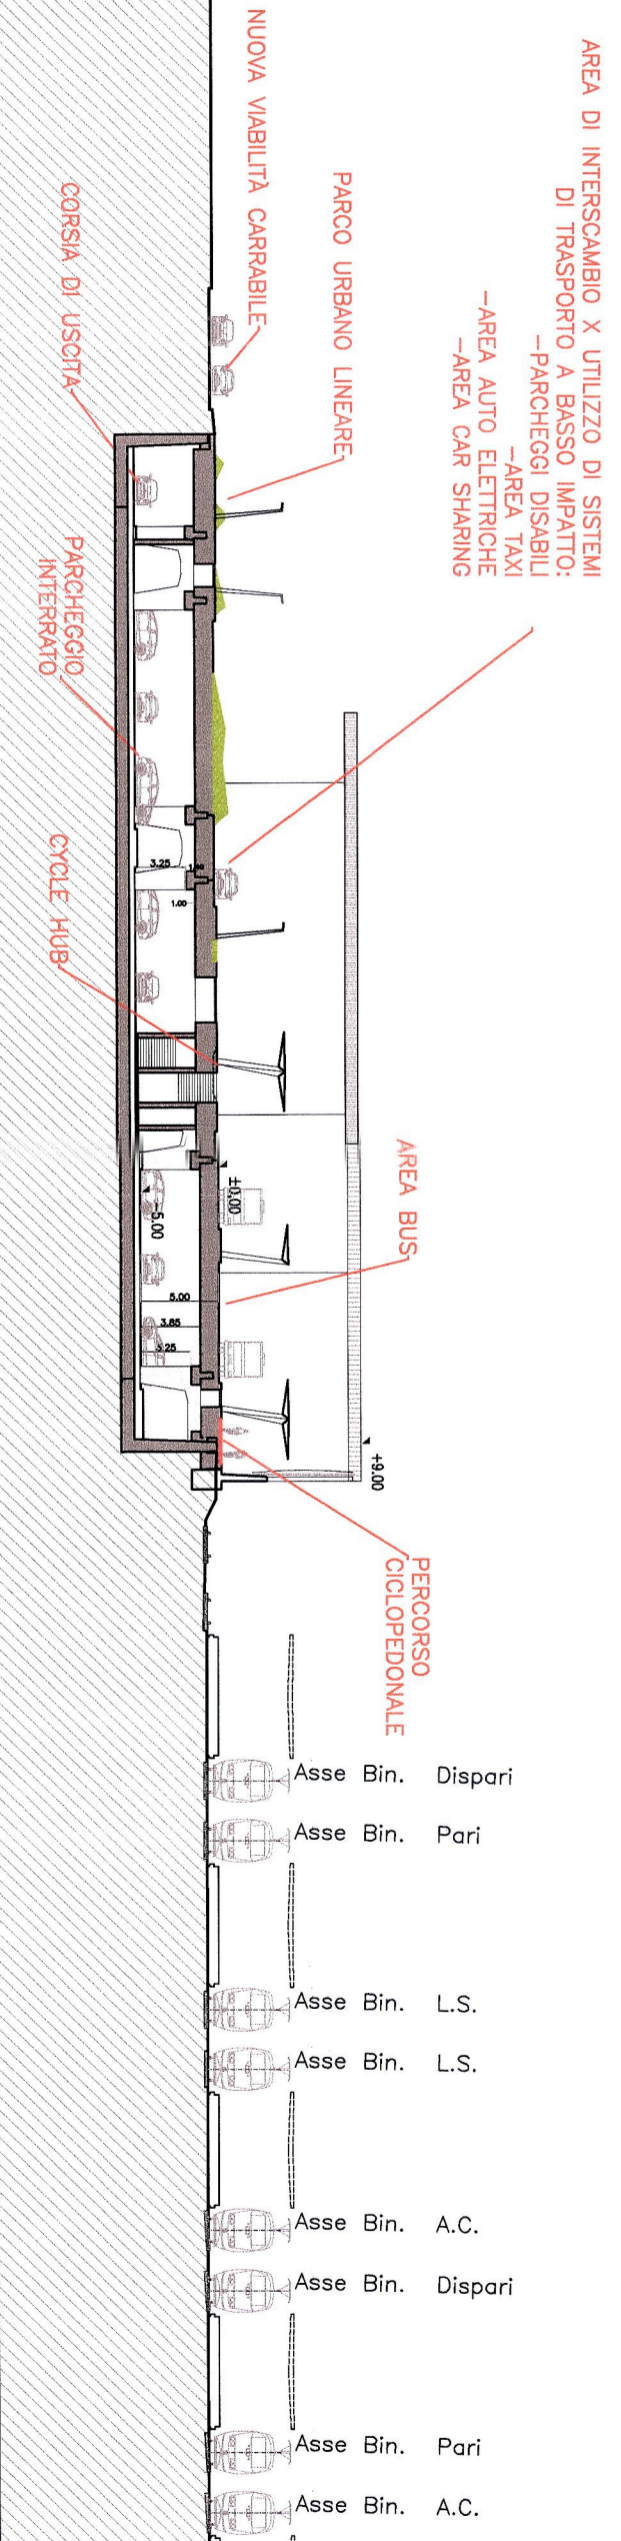 AREA DI INTERSCAMBIO X UTILIZZO DI SISTEMI
DI TRASPORTO A BASSO IMPATTO:
-PARCHEGGI DISABILI
-AREA TAXI
-AREA AUTO ELETTRICHE
-AREA CAR SHARING
PARCO URBANO LINEARE
NUOVA VIABILITÀ CARRABILE
CORSIA DI USCITA
PARCHEGGIO
INTERRATO
CYCLE HUB
3.25
1.00
AREA BUS
±0,00
-5.00
5.00
3.85
3.25
+9.00
PERCORSO
CICLOPEDONALE
Asse Bin. Dispari
Asse Bin. Pari
Asse Bin. L.S.
Asse Bin. L.S.
Asse Bin. A.C.
Asse Bin. Dispari
Asse Bin. Pari
Asse Bin. A.C.